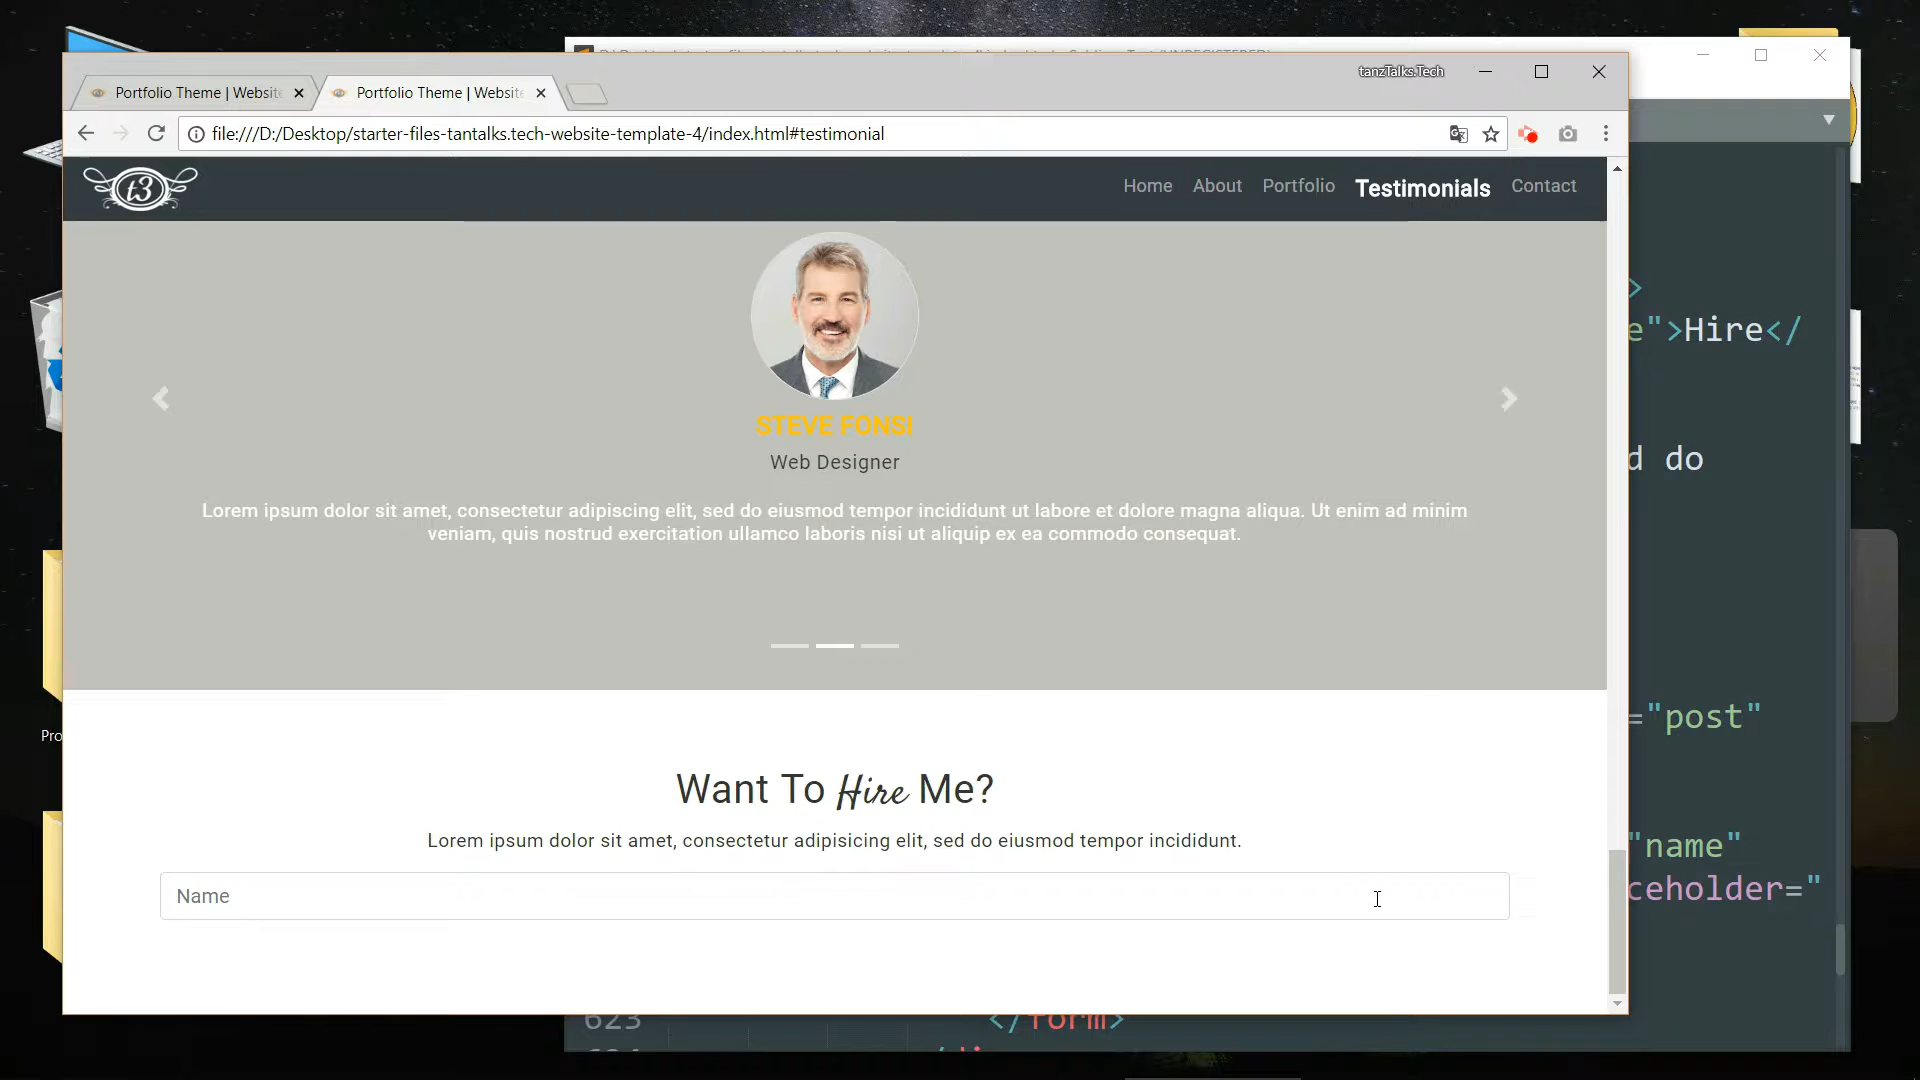 tanzTalks.Tech
Portfolio Theme | Website
Portfolio Theme | Website
file:///D:/Desktop/starter-files-tantalks.tech-website-template-4/index.html#testimonial
t3
Home About Portfolio Testimonials Contact
STEVE FONSI
Web Designer
Lorem ipsum dolor sit amet, consectetur adipiscing elit, sed do eiusmod tempor incididunt ut labore et dolore magna aliqua. Ut enim ad minim
veniam, quis nostrud exercitation ullamco laboris nisi ut aliquip ex ea commodo consequat.
Want To Hire Me?
Lorem ipsum dolor sit amet, consectetur adipisicing elit, sed do eiusmod tempor incididunt.
Name
>
e">Hire</
d do
="post"
"name"
ceholder="
623 </form>
Pro